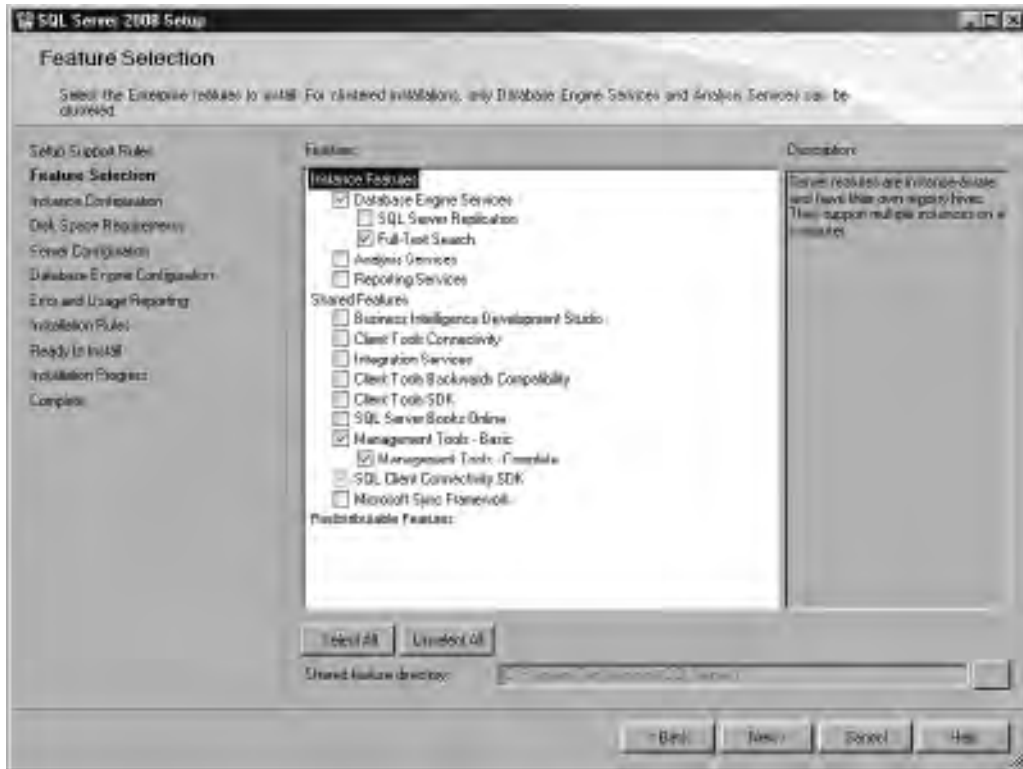 SQL Server 2008 Setup
Feature Selection
Select the Enterprise features to install. For clustered installations, only Database Engine Services and Analysis Services can be
clustered.
Setup Support Rules
Feature Selection
Instance Configuration
Disk Space Requirements
Server Configuration
Database Engine Configuration
Error and Usage Reporting
Installation Rules
Ready to Install
Installation Progress
Complete
Features:
Instance Features
Database Engine Services
SQL Server Replication
Full-Text Search
Analysis Services
Reporting Services
Shared Features
Business Intelligence Development Studio
Client Tools Connectivity
Integration Services
Client Tools Backwards Compatibility
Client Tools SDK
SQL Server Books Online
Management Tools - Basic
Management Tools - Complete
SQL Client Connectivity SDK
Microsoft Sync Framework
Redistributable Features
Description:
Server features are instance-aware
and have their own registry hives.
They support multiple instances on a
computer.
Select All
Unselect All
Shared feature directory:
< Back
Next >
Cancel
Help